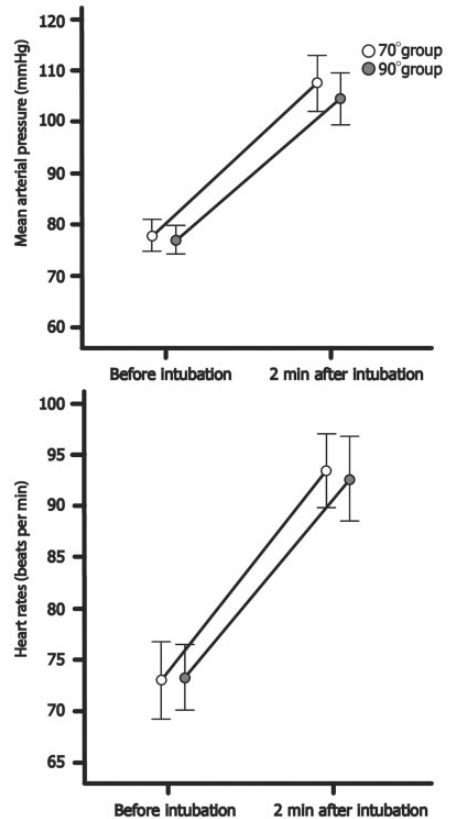 120
70°group
90°group
110
100
90
80
70
60
Mean arterial pressure (mmHg)
Before intubation
2 min after intubation
100
95
90
85
80
75
70
65
Heart rates (beats per min)
Before intubation
2 min after intubation